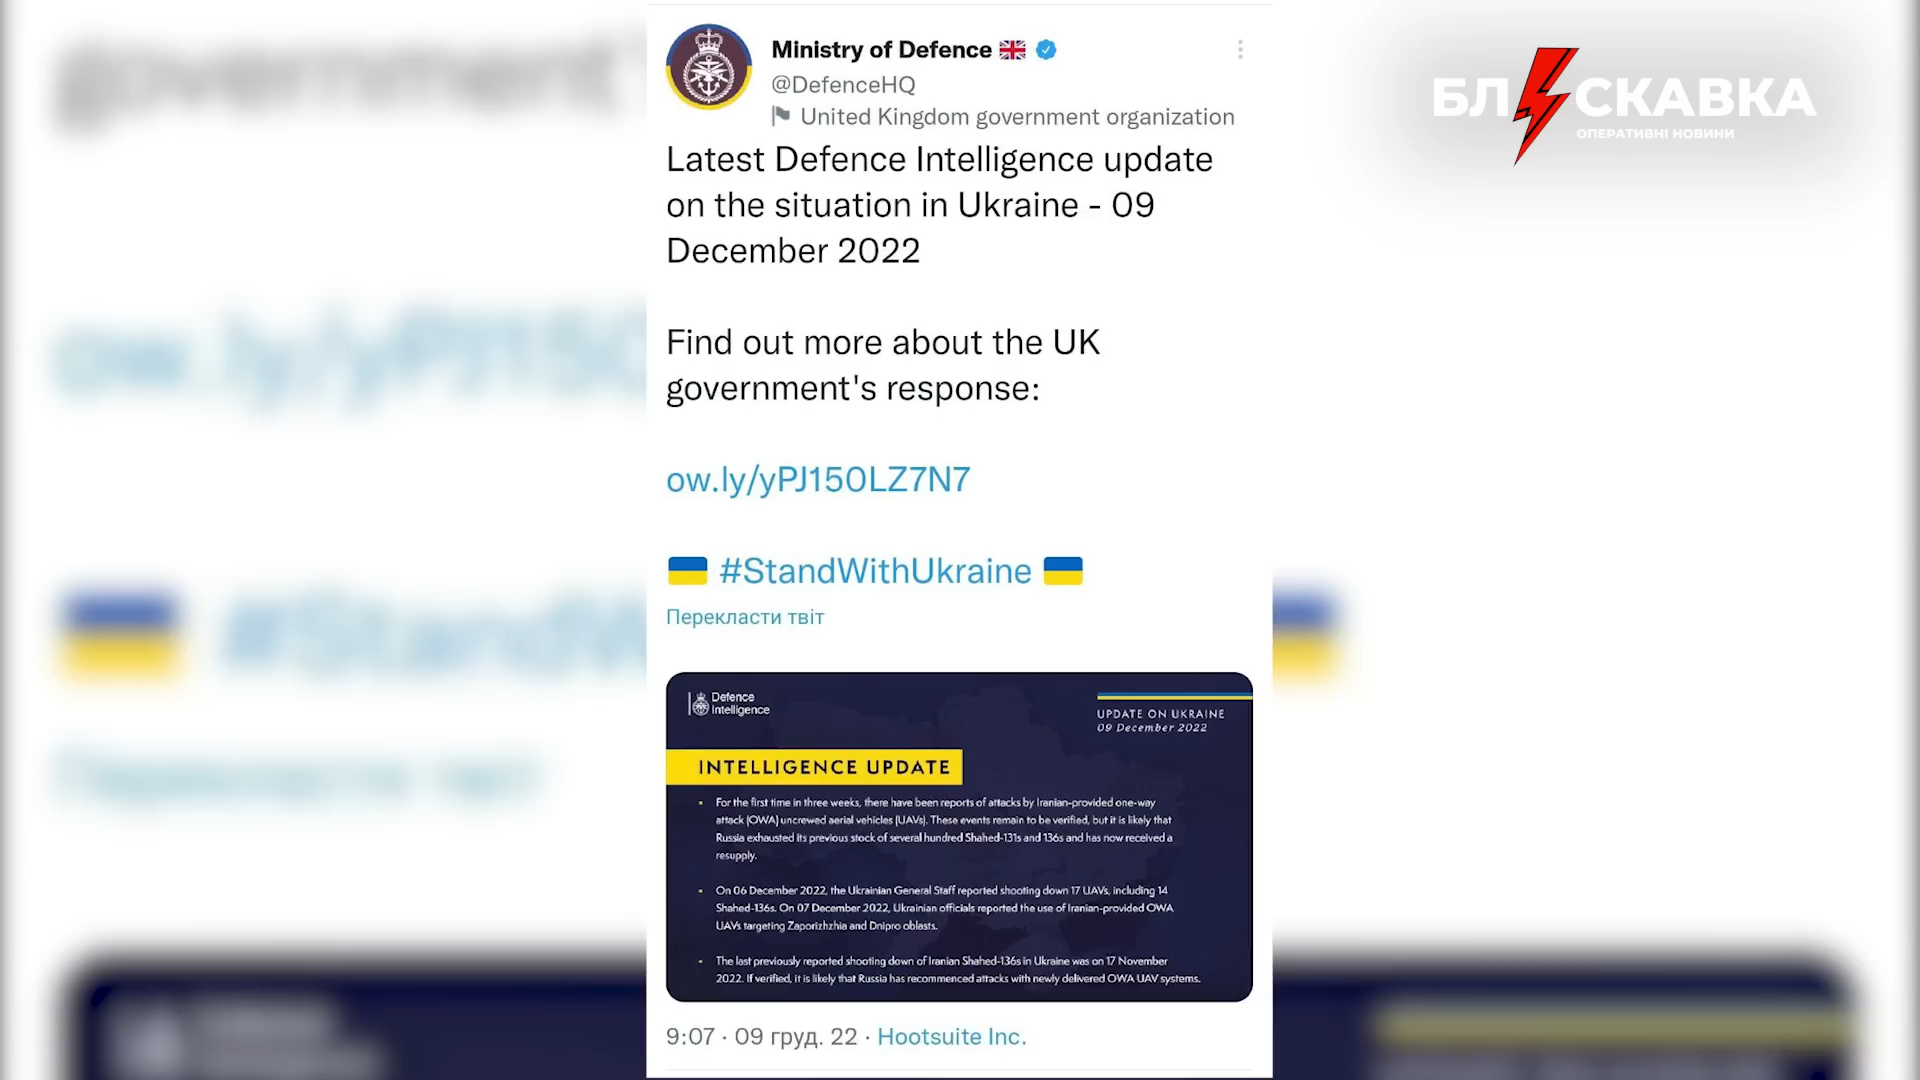 government'
ow.ly/yPJ150
#StandW
Перекласти твіт
Ministry of Defence
@DefenceHQ
United Kingdom government organization
Latest Defence Intelligence update
on the situation in Ukraine - 09
December 2022
Find out more about the UK
government's response:
ow.ly/yPJ150LZ7N7
#StandWithUkraine
Перекласти твіт
Defence
Intelligence
UPDATE ON UKRAINE
09 December 2022
INTELLIGENCE UPDATE
• For the first time in three weeks, there have been reports of attacks by Iranian-provided one-way
attack (OWA) uncrewed aerial vehicles (UAVs). These events remain to be verified, but it is likely that
Russia exhausted its previous stock of several hundred Shahed-131s and 136s and has now received a
resupply.
• On 06 December 2022, the Ukrainian General Staff reported shooting down 17 UAVs, including 14
Shahed-136s. On 07 December 2022, Ukrainian officials reported the use of Iranian-provided OWA
UAVs targeting Zaporizhzhia and Dnipro oblasts.
• The last previously reported shooting down of Iranian Shahed-136s in Ukraine was on 17 November
2022. If verified, it is likely that Russia has recommenced attacks with newly delivered OWA UAV systems.
9:07 · 09 груд. 22 · Hootsuite Inc.
БЛИСКАВКА
ОПЕРАТИВНІ НОВИНИ